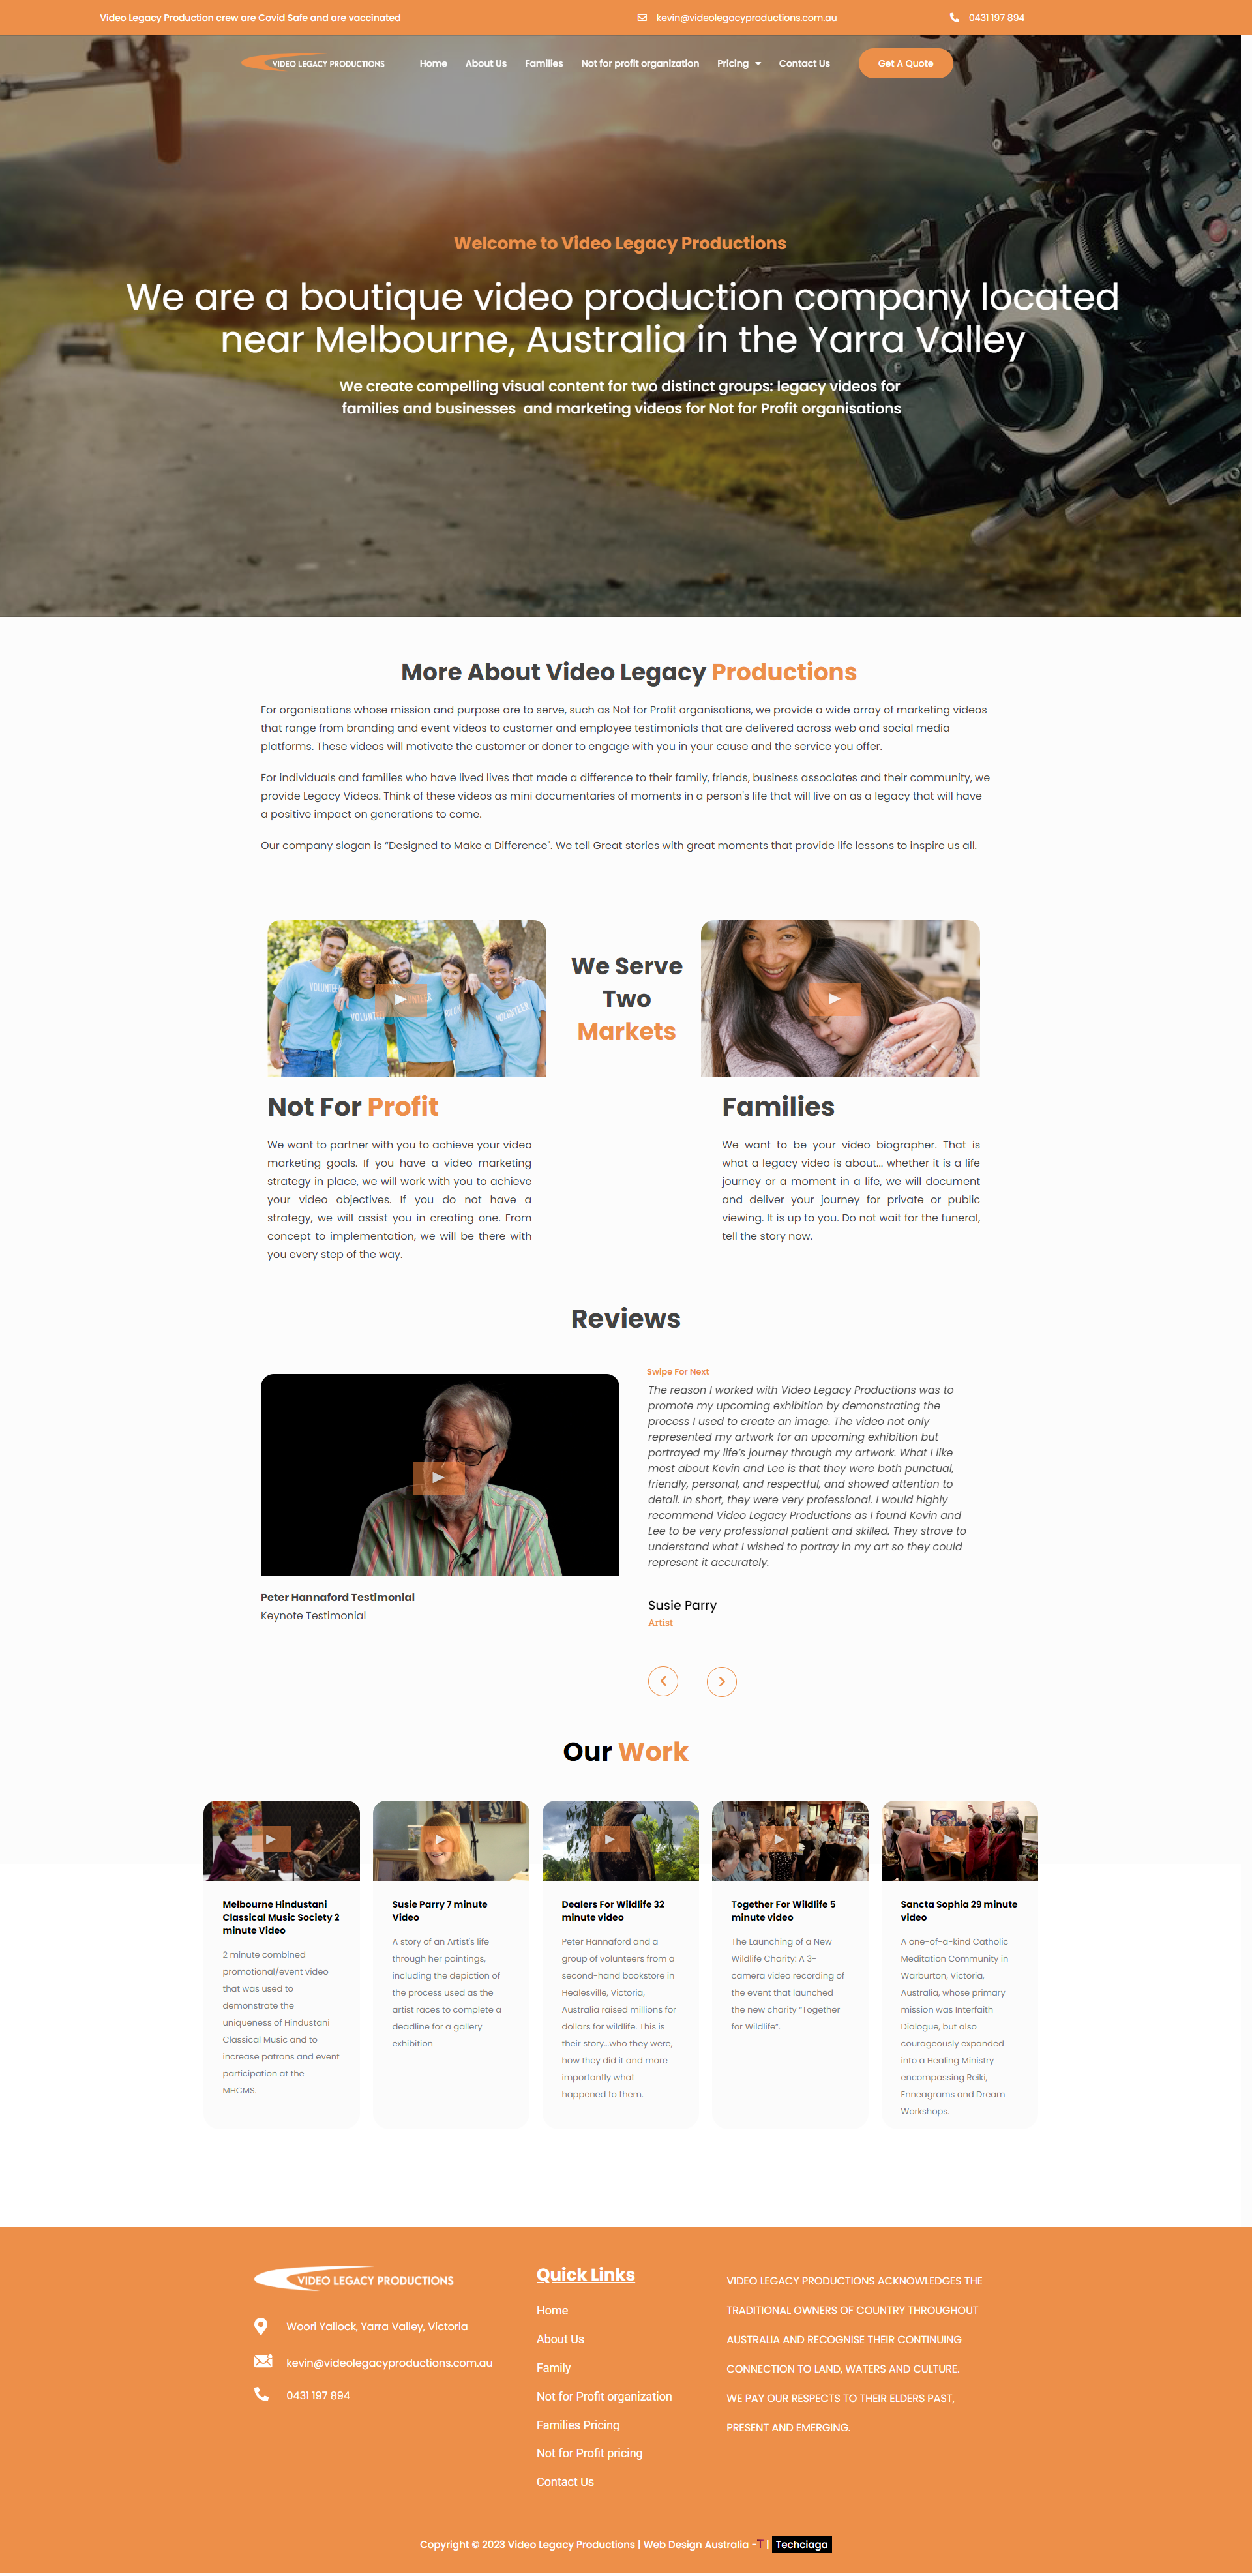 Video Legacy Production crew are Covid Safe and are vaccinated
kevin@videolegacyproductions.com.au
0431 197 894
VIDEO LEGACY PRODUCTIONS
Home
About Us
Families
Not for profit organization
Pricing
Contact Us
Get A Quote
Welcome to Video Legacy Productions
We are a boutique video production company located
near Melbourne, Australia in the Yarra Valley
We create compelling visual content for two distinct groups: legacy videos for
families and businesses  and marketing videos for Not for Profit organisations
More About Video Legacy Productions
For organisations whose mission and purpose are to serve, such as Not for Profit organisations, we provide a wide array of marketing videos
that range from branding and event videos to customer and employee testimonials that are delivered across web and social media
platforms. These videos will motivate the customer or doner to engage with you in your cause and the service you offer.
For individuals and families who have lived lives that made a difference to their family, friends, business associates and their community, we
provide Legacy Videos. Think of these videos as mini documentaries of moments in a person's life that will live on as a legacy that will have
a positive impact on generations to come.
Our company slogan is “Designed to Make a Difference". We tell Great stories with great moments that provide life lessons to inspire us all.
VOLUNTEER
VOLUNTEER
We Serve
Two
Markets
Not For Profit
We want to partner with you to achieve your video
marketing goals. If you have a video marketing
strategy in place, we will work with you to achieve
your video objectives. If you do not have a
strategy, we will assist you in creating one. From
concept to implementation, we will be there with
you every step of the way.
Families
We want to be your video biographer. That is
what a legacy video is about... whether it is a life
journey or a moment in a life, we will document
and deliver your journey for private or public
viewing. It is up to you. Do not wait for the funeral,
tell the story now.
Reviews
Peter Hannaford Testimonial
Keynote Testimonial
Swipe For Next
The reason I worked with Video Legacy Productions was to
promote my upcoming exhibition by demonstrating the
process I used to create an image. The video not only
represented my artwork for an upcoming exhibition but
portrayed my life’s journey through my artwork. What I like
most about Kevin and Lee is that they were both punctual,
friendly, personal, and respectful, and showed attention to
detail. In short, they were very professional. I would highly
recommend Video Legacy Productions as I found Kevin and
Lee to be very professional patient and skilled. They strove to
understand what I wished to portray in my art so they could
represent it accurately.
Susie Parry
Artist
Our Work
Melbourne Hindustani
Classical Music Society 2
minute Video
2 minute combined
promotional/event video
that was used to
demonstrate the
uniqueness of Hindustani
Classical Music and to
increase patrons and event
participation at the
MHCMS.
Susie Parry 7 minute
Video
A story of an Artist's life
through her paintings,
including the depiction of
the process used as the
artist races to complete a
deadline for a gallery
exhibition
Dealers For Wildlife 32
minute video
Peter Hannaford and a
group of volunteers from a
second-hand bookstore in
Healesville, Victoria,
Australia raised millions for
dollars for wildlife. This is
their story...who they were,
how they did it and more
importantly what
happened to them.
Together For Wildlife 5
minute video
The Launching of a New
Wildlife Charity: A 3-
camera video recording of
the event that launched
the new charity “Together
for Wildlife”.
Sancta Sophia 29 minute
video
A one-of-a-kind Catholic
Meditation Community in
Warburton, Victoria,
Australia, whose primary
mission was Interfaith
Dialogue, but also
courageously expanded
into a Healing Ministry
encompassing Reiki,
Enneagrams and Dream
Workshops.
VIDEO LEGACY PRODUCTIONS
Woori Yallock, Yarra Valley, Victoria
kevin@videolegacyproductions.com.au
0431 197 894
Quick Links
Home
About Us
Family
Not for Profit organization
Families Pricing
Not for Profit pricing
Contact Us
VIDEO LEGACY PRODUCTIONS ACKNOWLEDGES THE
TRADITIONAL OWNERS OF COUNTRY THROUGHOUT
AUSTRALIA AND RECOGNISE THEIR CONTINUING
CONNECTION TO LAND, WATERS AND CULTURE.
WE PAY OUR RESPECTS TO THEIR ELDERS PAST,
PRESENT AND EMERGING.
Copyright © 2023 Video Legacy Productions | Web Design Australia -T | Techciaga